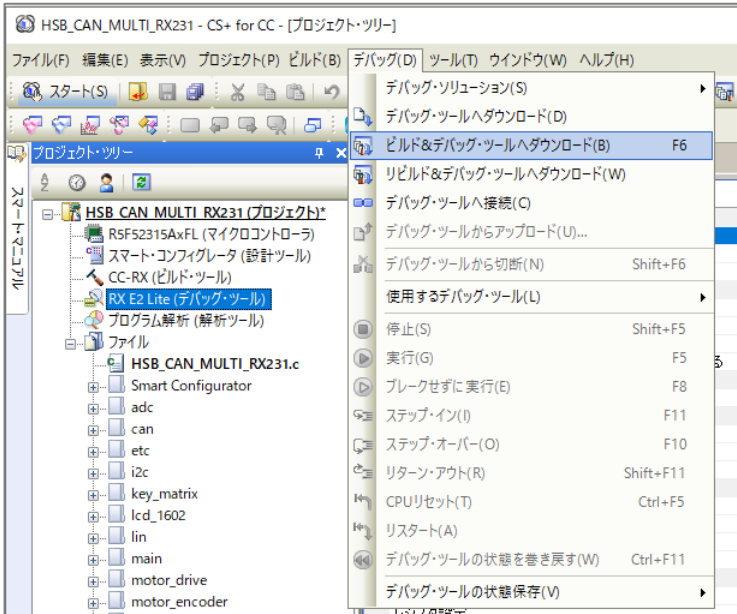 HSB_CAN_MULTI_RX231 - CS+ for CC - [プロジェクト・ツリー]
ファイル(F) 編集(E) 表示(V) プロジェクト(P) ビルド(B) デバッグ(D) ツール(T) ウインドウ(W) ヘルプ(H)
スタート(S)
プロジェクト・ツリー
スマート・マニュアル
HSB_CAN_MULTI_RX231 (プロジェクト)*
R5F52315AxFL (マイクロコントローラ)
スマート・コンフィグレータ (設計ツール)
CC-RX (ビルド・ツール)
RX E2 Lite (デバッグ・ツール)
プログラム解析 (解析ツール)
ファイル
HSB_CAN_MULTI_RX231.c
Smart Configurator
adc
can
etc
i2c
key_matrix
lcd_1602
lin
main
motor_drive
motor_encoder
デバッグ・ソリューション(S)
デバッグ・ツールへダウンロード(D)
ビルド&デバッグ・ツールへダウンロード(B) F6
リビルド&デバッグ・ツールへダウンロード(W)
デバッグ・ツールへ接続(C)
デバッグ・ツールからアップロード(U)...
デバッグ・ツールから切断(N) Shift+F6
使用するデバッグ・ツール(L)
停止(S) Shift+F5
実行(G) F5
ブレークせずに実行(E) F8
ステップ・イン(I) F11
ステップ・オーバー(O) F10
リターン・アウト(R) Shift+F11
CPUリセット(T) Ctrl+F5
リスタート(A)
デバッグ・ツールの状態を巻き戻す(W) Ctrl+F11
デバッグ・ツールの状態保存(V)
る